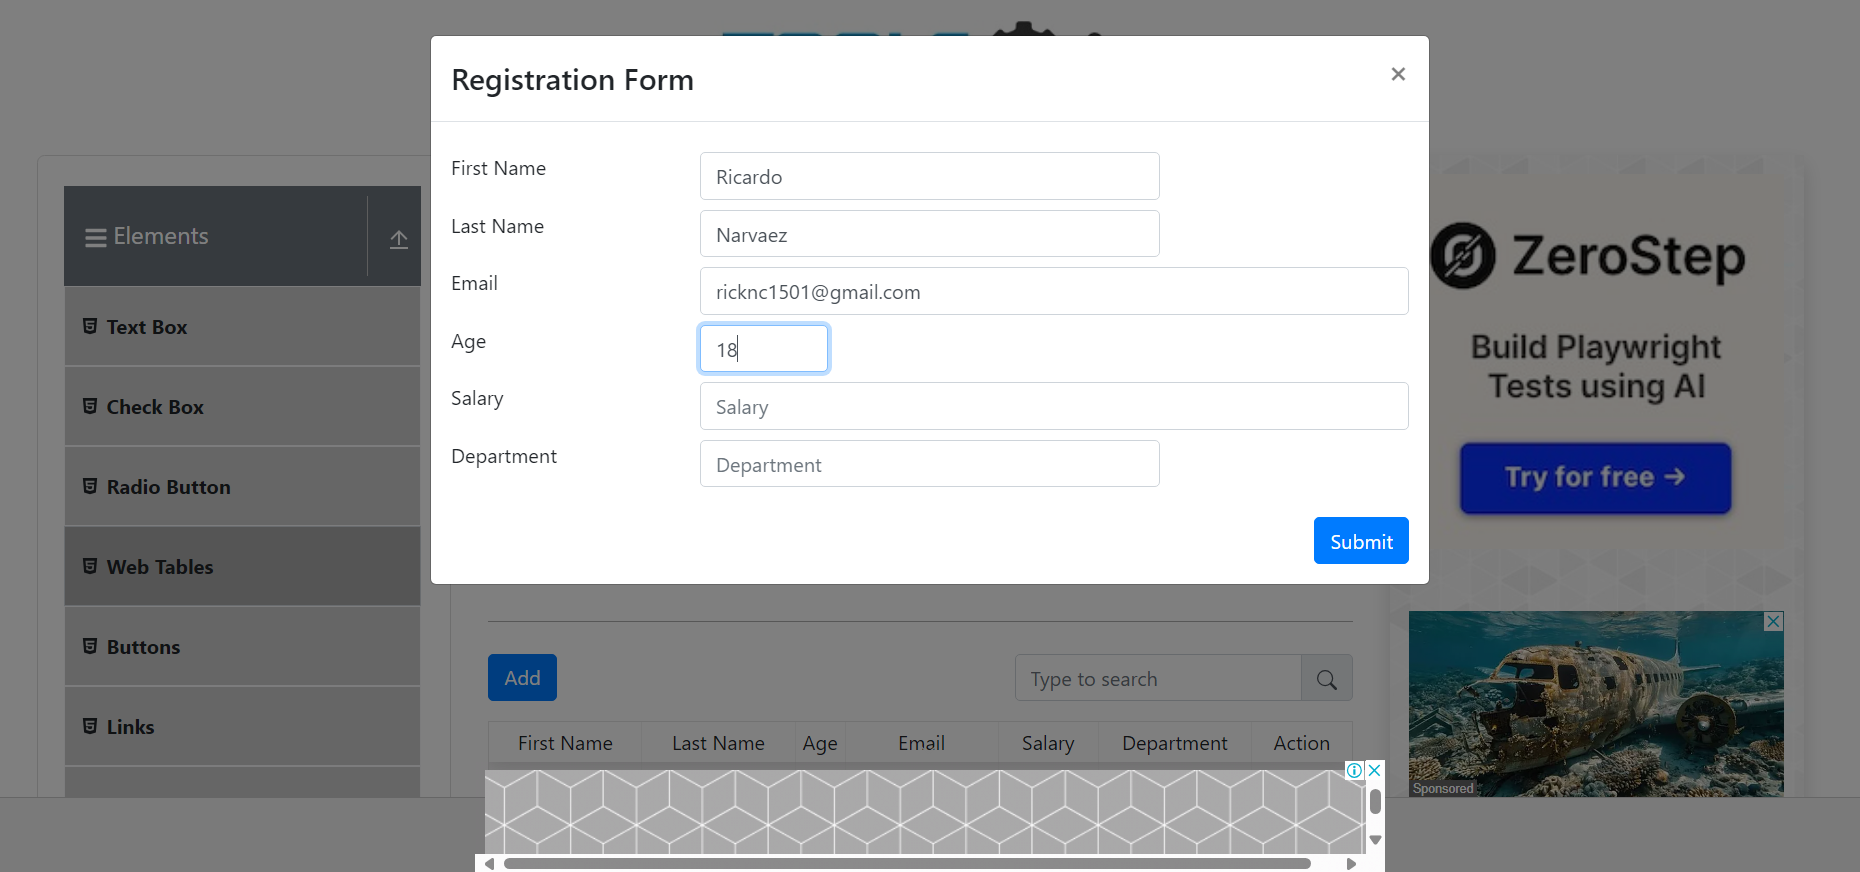 Registration Form
×
First Name
Ricardo
Last Name
Narvaez
Email
ricknc1501@gmail.com
Age
18
Salary
Salary
Department
Department
Submit
Elements
Text Box
Check Box
Radio Button
Web Tables
Buttons
Links
Add
Type to search
First Name Last Name Age Email Salary Department Action
ZeroStep
Build Playwright
Tests using AI
Try for free →
Sponsored